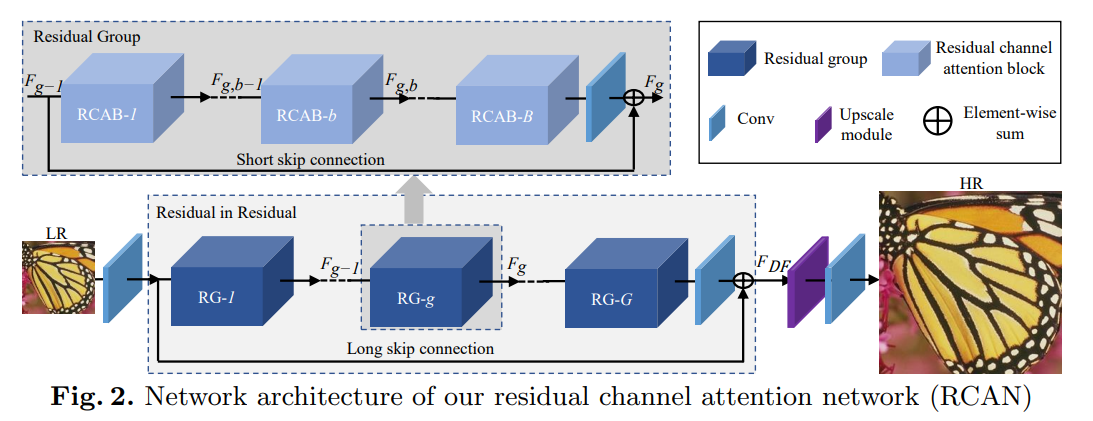 Residual Group
F_{g-1}
RCAB-1
F_{g,b-1}
RCAB-b
F_{g,b}
RCAB-B
F_g
Short skip connection
Residual group
Residual channel
attention block
Conv
Upscale
module
Element-wise
sum
LR
Residual in Residual
RG-1
F_{g-1}
RG-g
F_g
RG-G
F_{DF}
HR
Long skip connection
Fig. 2. Network architecture of our residual channel attention network (RCAN)